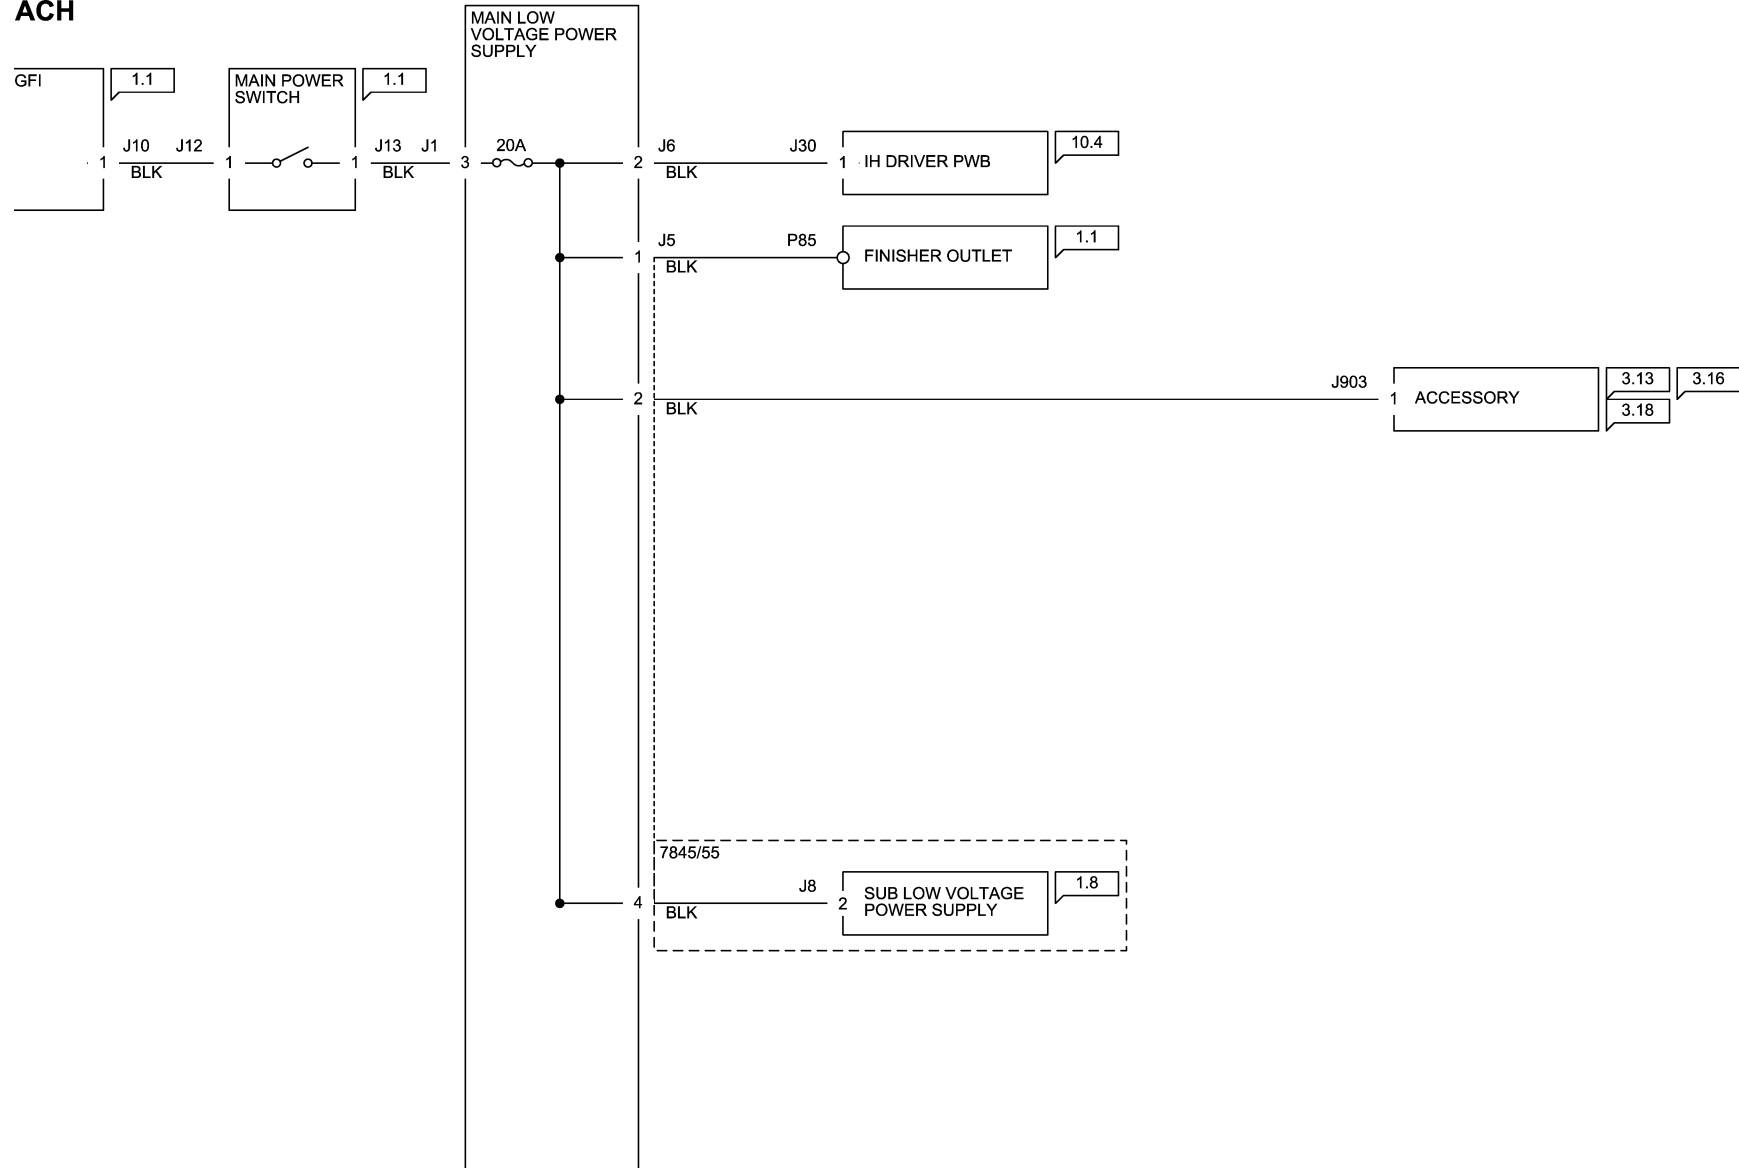 ACH
MAIN LOW
VOLTAGE POWER
SUPPLY
GFI
1.1
MAIN POWER
SWITCH
1.1
J10 J12
J13 J1
20A
J6 J30
10.4
1
BLK
1
1
BLK
3
2
BLK
1 IH DRIVER PWB
J5 P85
1.1
1
BLK
FINISHER OUTLET
J903
3.13
3.16
2
BLK
1 ACCESSORY
3.18
7845/55
J8
1.8
4
BLK
2
SUB LOW VOLTAGE
POWER SUPPLY